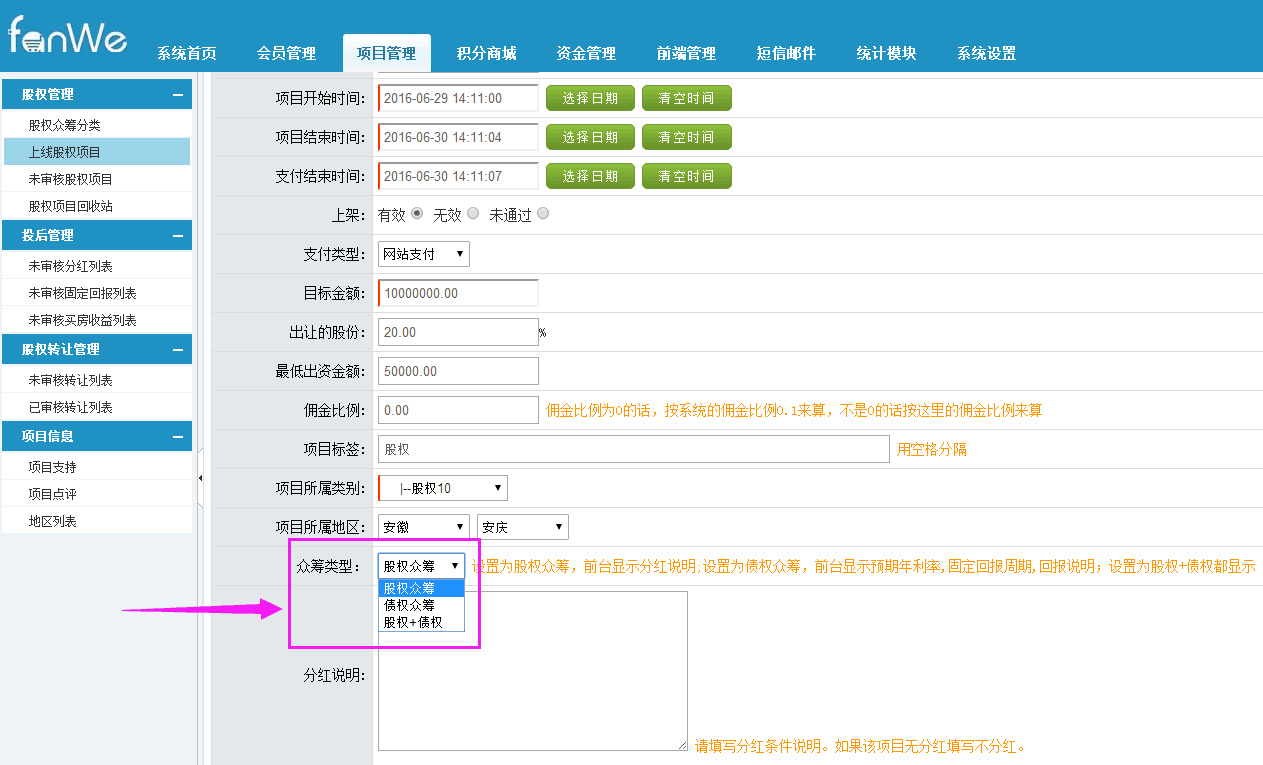 fanWe
系统首页 会员管理 项目管理 积分商城 资金管理 前端管理 短信邮件 统计模块 系统设置
股权管理
股权众筹分类
上线股权项目
未审核股权项目
股权项目回收站
投后管理
未审核分红列表
未审核固定回报列表
未审核买房收益列表
股权转让管理
未审核转让列表
已审核转让列表
项目信息
项目支持
项目点评
地区列表
项目开始时间: 2016-06-29 14:11:00 选择日期 清空时间
项目结束时间: 2016-06-30 14:11:04 选择日期 清空时间
支付结束时间: 2016-06-30 14:11:07 选择日期 清空时间
上架: 有效 无效 未通过
支付类型: 网站支付
目标金额: 10000000.00
出让的股份: 20.00 %
最低出资金额: 50000.00
佣金比例: 0.00 佣金比例为0的话，按系统的佣金比例0.1来算，不是0的话按这里的佣金比例来算
项目标签: 股权 用空格分隔
项目所属类别: |--股权10
项目所属地区: 安徽 安庆
众筹类型： 股权众筹 设置为股权众筹，前台显示分红说明;设置为债权众筹，前台显示预期年利率,固定回报周期,回报说明；设置为股权+债权都显示
股权众筹
债权众筹
股权+债权
分红说明:
请填写分红条件说明。如果该项目无分红填写不分红。